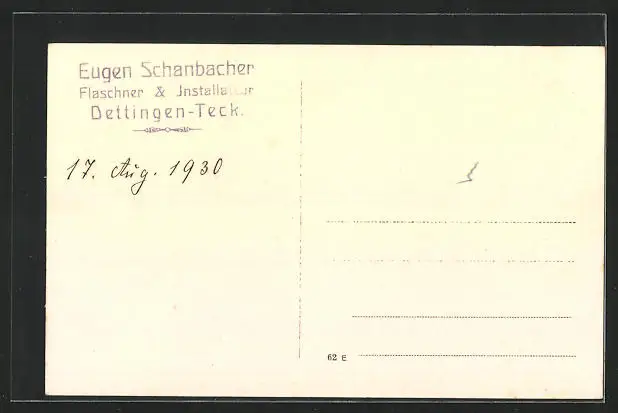 Eugen Schanbacher
Flaschner & Jnstallateur
Dettingen-Teck.
17. Aug. 1930
62 E